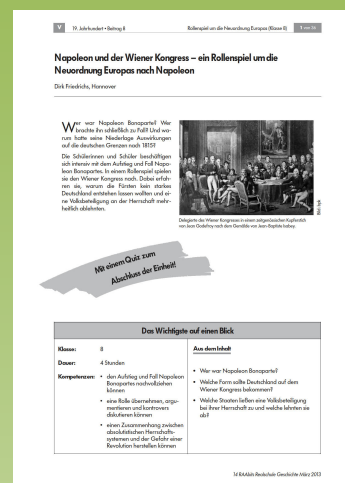 V
19. Jahrhundert • Beitrag 8
Rollenspiel um die Neuordnung Europas (Klasse 8)
Napoleon und der Wiener Kongress – ein Rollenspiel um die
Neuordnung Europas nach Napoleon
Dirk Friedrichs, Hannover
Wer war Napoleon Bonaparte? Wer
brachte ihn schließlich zu Fall? Und wa-
rum hatte seine Niederlage Auswirkungen
auf die deutschen Grenzen nach 1815?
Die Schülerinnen und Schüler beschäftigen
sich intensiv mit dem Aufstieg und Fall Napo-
leon Bonapartes. In einem Rollenspiel spielen
sie den Wiener Kongress nach. Dabei erfah-
ren sie, warum die Fürsten kein starkes
Deutschland entstehen lassen wollten und ei-
ne Volksbeteiligung an der Herrschaft mehr-
heitlich ablehnten.
Delegierte des Wiener Kongresses in einem zeitgenössischen Kupferstich
von Jean Godefroy nach dem Gemälde von Jean-Baptiste Isabey.
Mit einem Quiz zum
Abschluss der Einheit!
Das Wichtigste auf einen Blick
Klasse: 8
Dauer: 4 Stunden
Kompetenzen: • den Aufstieg und Fall Napoleon
Bonapartes nachvollziehen
können
• eine Rolle übernehmen, argu-
mentieren und kontrovers
diskutieren können
• einen Zusammenhang zwischen
absolutistischen Herrschafts-
systemen und der Gefahr einer
Revolution herstellen können
Aus dem Inhalt
• Wer war Napoleon Bonaparte?
• Welche Form sollte Deutschland auf dem
Wiener Kongress bekommen?
• Welche Staaten ließen eine Volksbeteiligung
bei ihrer Herrschaft zu und welche lehnten sie
ab?
14 RAAbits Realschule Geschichte März 2013